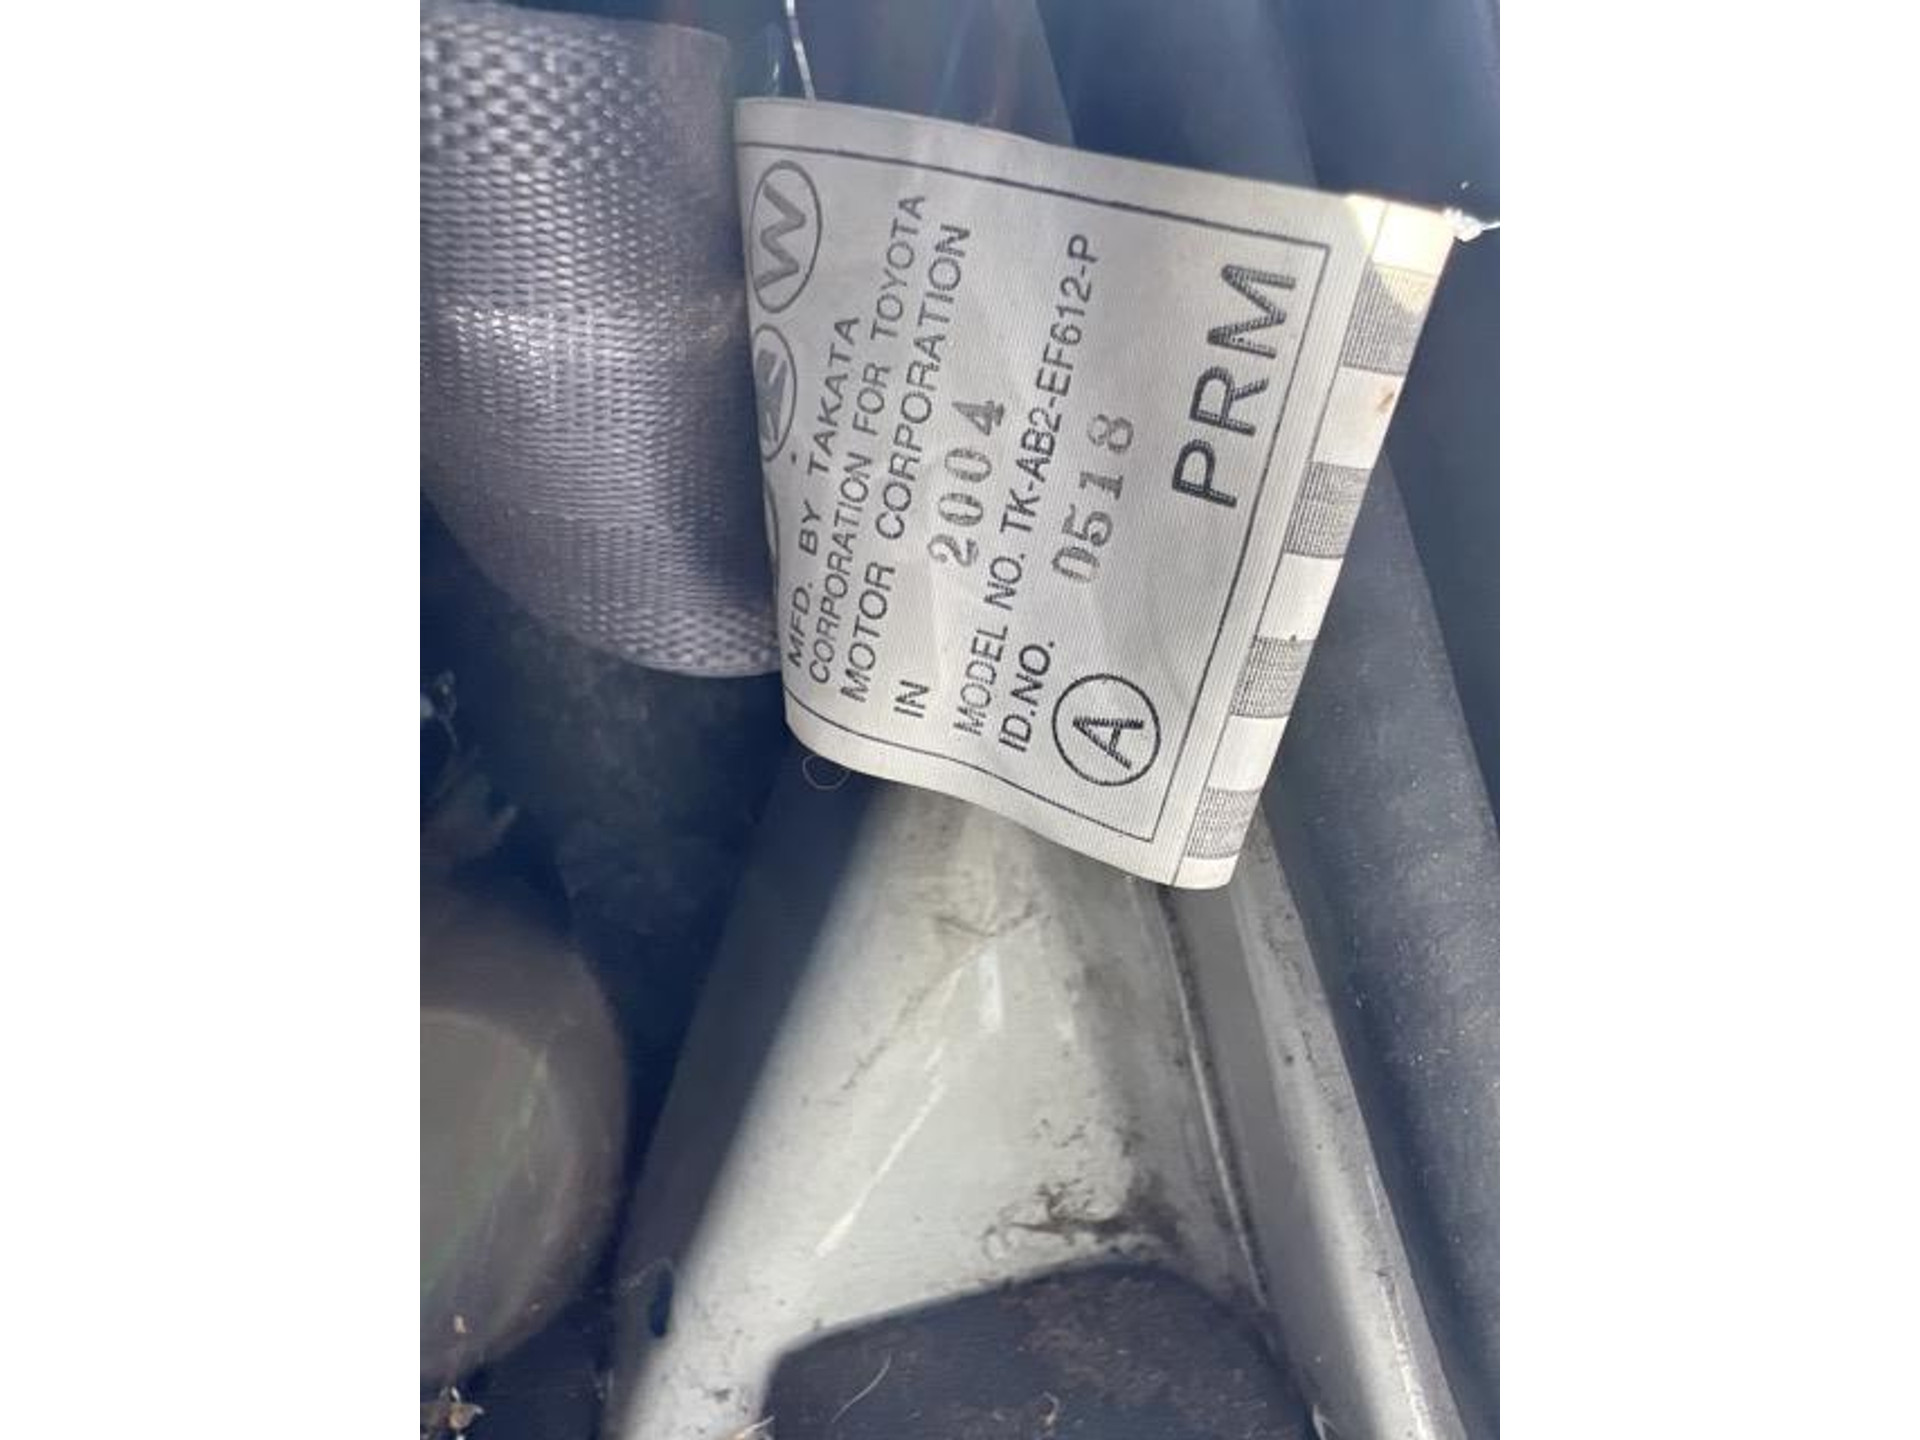 W
MFD. BY TAKATA
CORPORATION FOR TOYOTA
MOTOR CORPORATION
IN 2004
MODEL NO. TK-AB2-EF612-P
ID.NO. 0518
A PRM